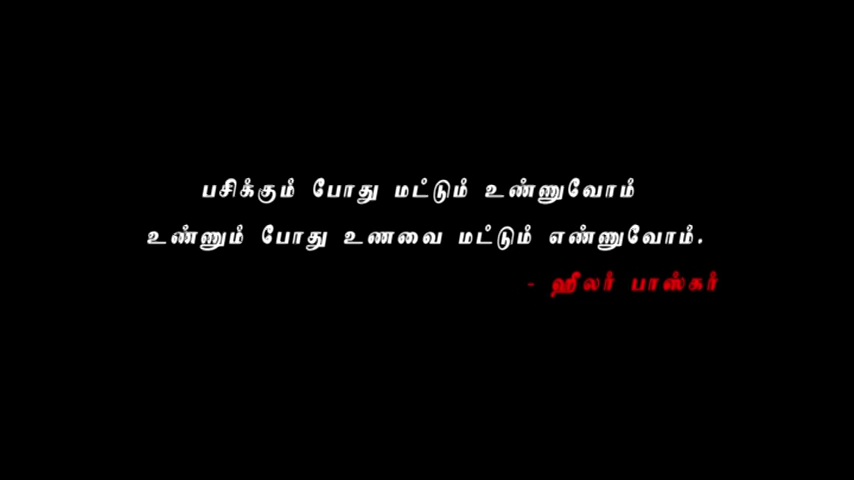 பசிக்கும் போது மட்டும் உண்ணுவோம்
உண்ணும் போது உணவை மட்டும் எண்ணுவோம்.
- ஹீலர் பாஸ்கர்